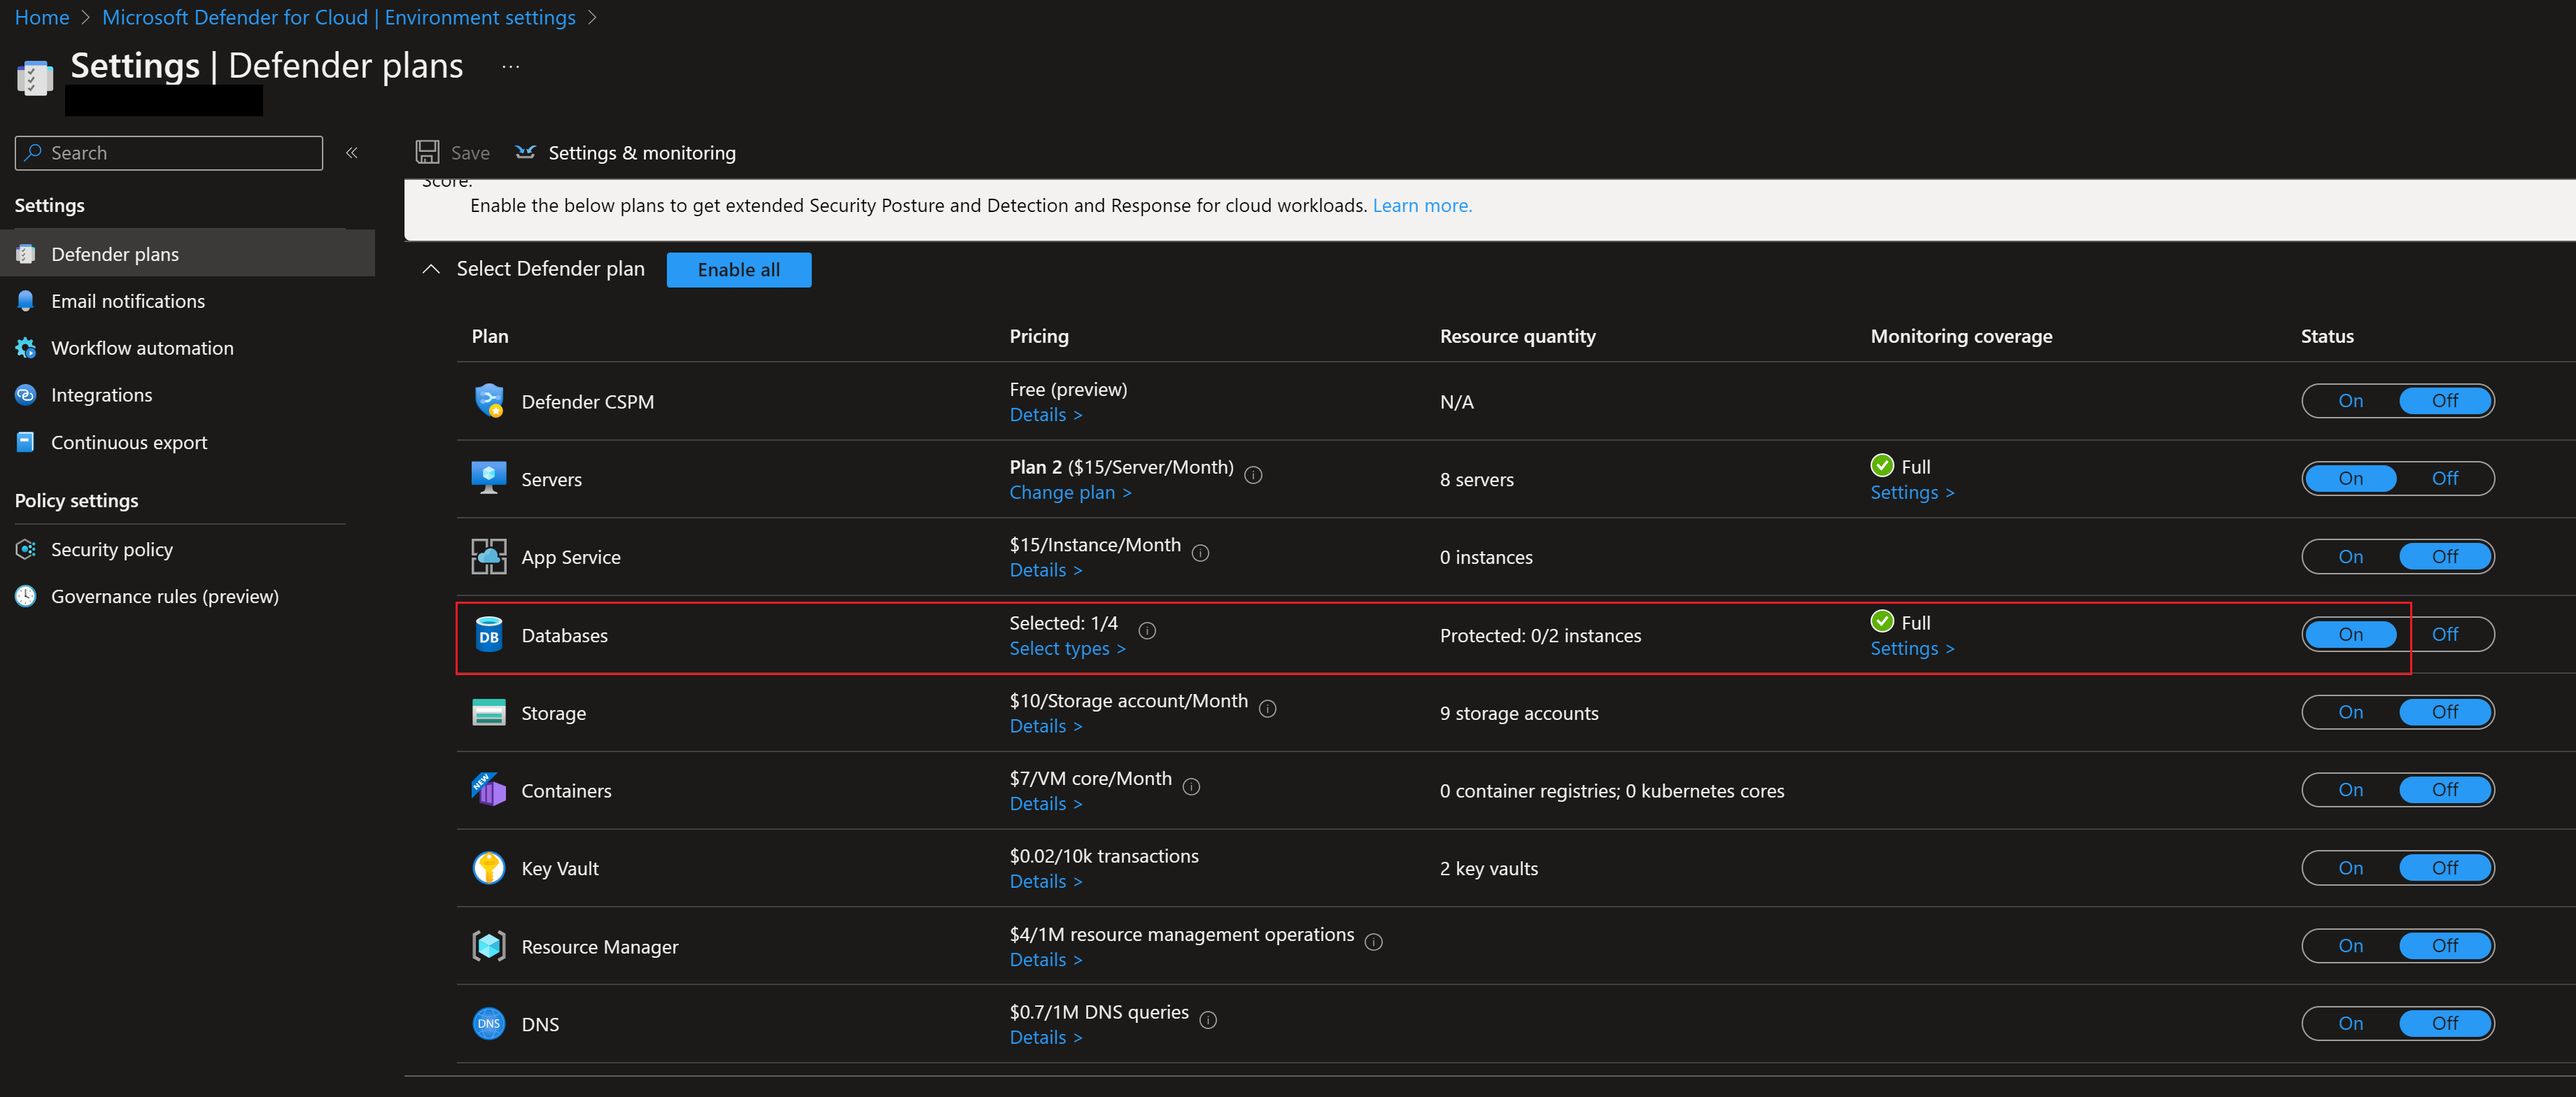 Home > Microsoft Defender for Cloud | Environment settings >
Settings | Defender plans ...
Search «
Save Settings & monitoring
Score.
Enable the below plans to get extended Security Posture and Detection and Response for cloud workloads. Learn more.
Settings
Defender plans
Email notifications
Workflow automation
Integrations
Continuous export
Policy settings
Security policy
Governance rules (preview)
Select Defender plan Enable all
Plan Pricing Resource quantity Monitoring coverage Status
Defender CSPM Free (preview) N/A On Off
Details >
Servers Plan 2 ($15/Server/Month) 8 servers Full On Off
Change plan > Settings >
App Service $15/Instance/Month 0 instances On Off
Details >
DB Databases Selected: 1/4 Protected: 0/2 instances Full On Off
Select types > Settings >
Storage $10/Storage account/Month 9 storage accounts On Off
Details >
NEW Containers $7/VM core/Month 0 container registries; 0 kubernetes cores On Off
Details >
Key Vault $0.02/10k transactions 2 key vaults On Off
Details >
Resource Manager $4/1M resource management operations On Off
Details >
DNS DNS $0.7/1M DNS queries On Off
Details >